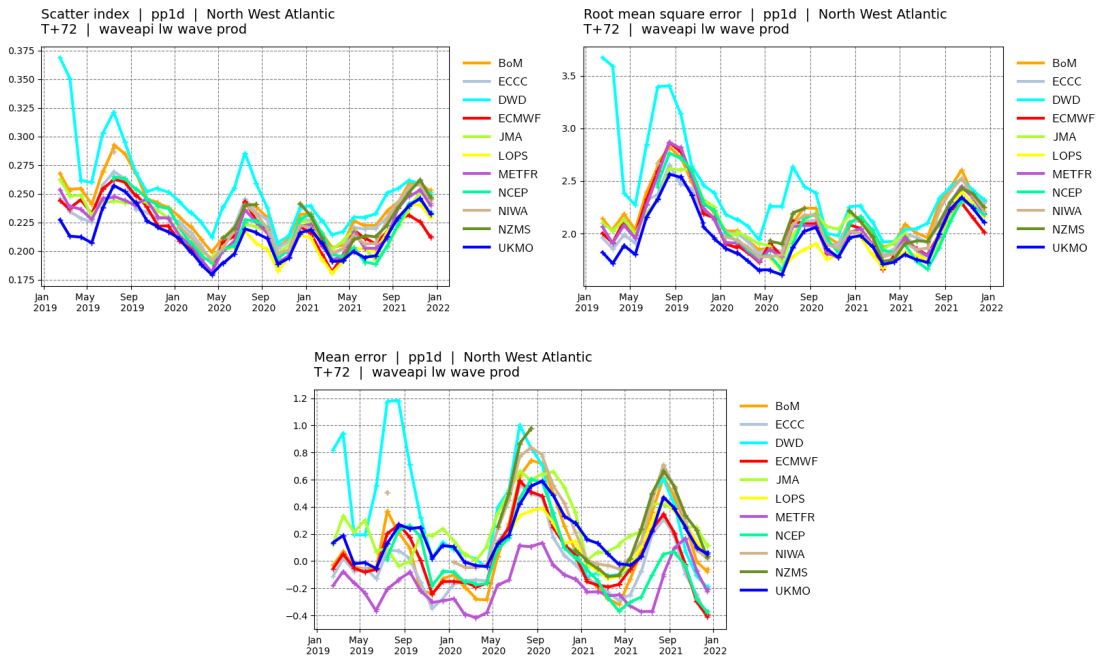 Scatter index | pp1d | North West Atlantic
T+72 | waveapi lw wave prod
0.375
0.350
0.325
0.300
0.275
0.250
0.225
0.200
0.175
Jan 2019
May 2019
Sep 2019
Jan 2020
May 2020
Sep 2020
Jan 2021
May 2021
Sep 2021
Jan 2022
BoM
ECCC
DWD
ECMWF
JMA
LOPS
METFR
NCEP
NIWA
NZMS
UKMO
Root mean square error | pp1d | North West Atlantic
T+72 | waveapi lw wave prod
3.5
3.0
2.5
2.0
Jan 2019
May 2019
Sep 2019
Jan 2020
May 2020
Sep 2020
Jan 2021
May 2021
Sep 2021
Jan 2022
BoM
ECCC
DWD
ECMWF
JMA
LOPS
METFR
NCEP
NIWA
NZMS
UKMO
Mean error | pp1d | North West Atlantic
T+72 | waveapi lw wave prod
1.2
1.0
0.8
0.6
0.4
0.2
0.0
−0.2
−0.4
Jan 2019
May 2019
Sep 2019
Jan 2020
May 2020
Sep 2020
Jan 2021
May 2021
Sep 2021
Jan 2022
BoM
ECCC
DWD
ECMWF
JMA
LOPS
METFR
NCEP
NIWA
NZMS
UKMO